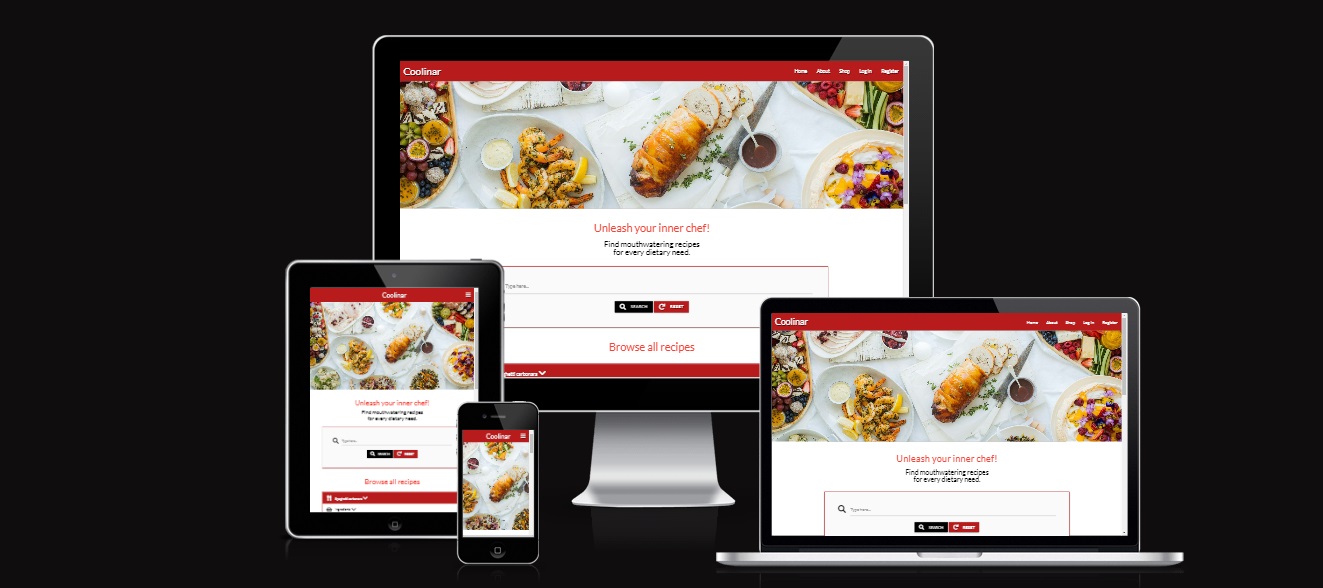 Coolinar
Home About Shop Log In Register
Unleash your inner chef!
Find mouthwatering recipes
for every dietary need.
Type here...
SEARCH RESET
Browse all recipes
ghetti carbonara
Coolinar
Unleash your inner chef!
Find mouthwatering recipes
for every dietary need.
Type here...
SEARCH RESET
Browse all recipes
Spaghetti carbonara
Ingredients
Coolinar
Coolinar
Home About Shop Log In Register
Unleash your inner chef!
Find mouthwatering recipes
for every dietary need.
Type here...
SEARCH RESET